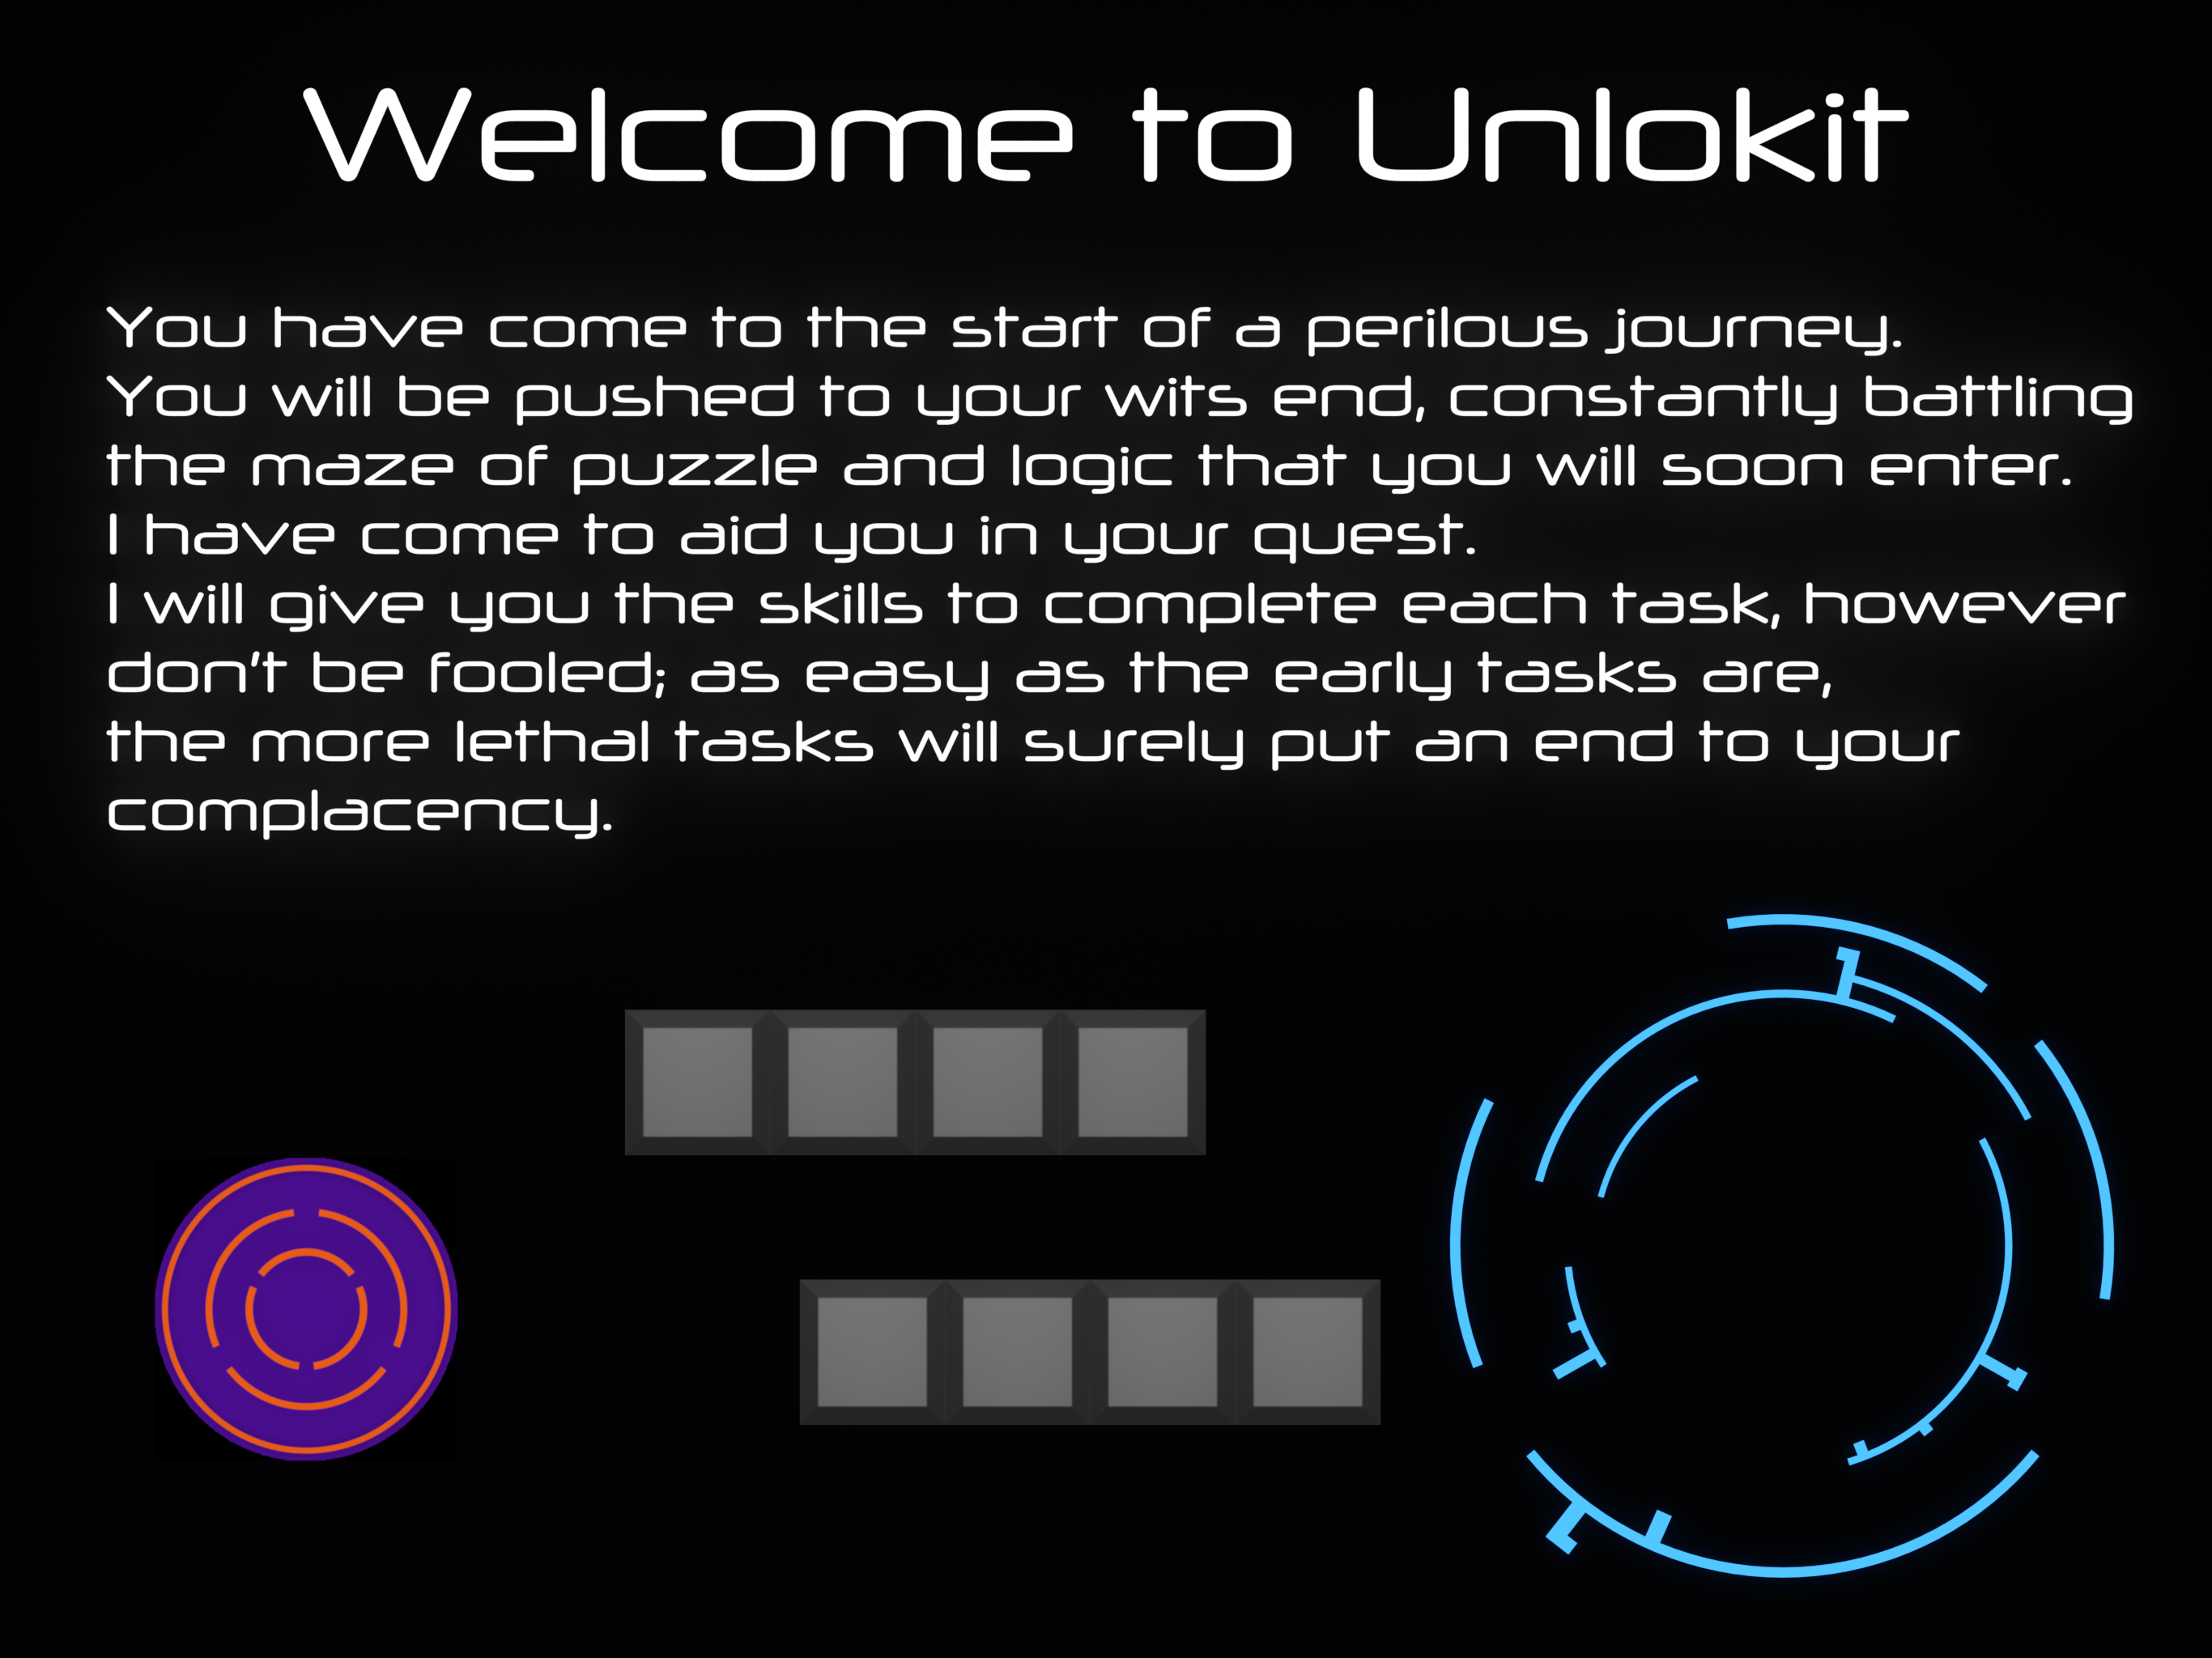 Welcome to Unlokit
You have come to the start of a perilous journey.
You will be pushed to your wits end, constantly battling
the maze of puzzle and logic that you will soon enter.
I have come to aid you in your quest.
I will give you the skills to complete each task, however
don't be fooled; as easy as the early tasks are,
the more lethal tasks will surely put an end to your
complacency.